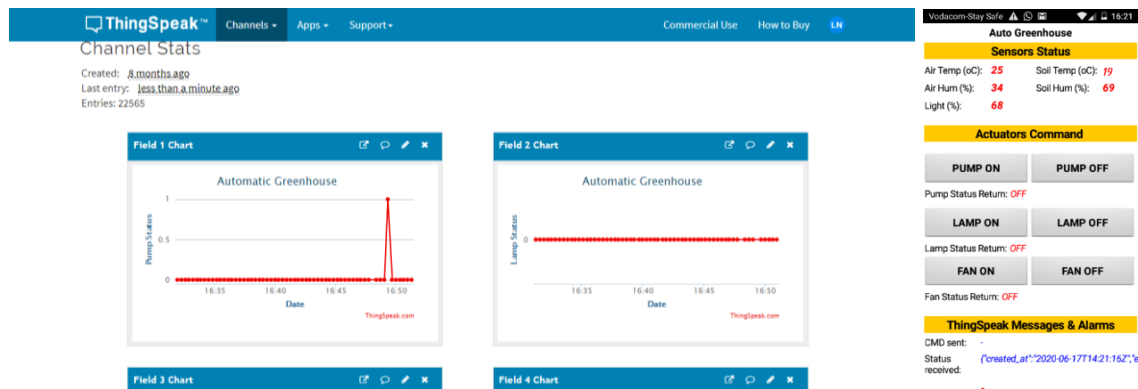 ThingSpeak™ Channels Apps Support Commercial Use How to Buy LN
Channel Stats
Created: 8 months ago
Last entry: less than a minute ago
Entries: 22565
Field 1 Chart
Automatic Greenhouse
Pump Status
1
0.5
0
16:35 16:40 16:45 16:50
Date
ThingSpeak.com
Field 2 Chart
Automatic Greenhouse
Lamp Status
0
16:35 16:40 16:45 16:50
Date
ThingSpeak.com
Field 3 Chart
Field 4 Chart
Vodacom-Stay Safe 16:21
Auto Greenhouse
Sensors Status
Air Temp (oC): 25 Soil Temp (oC): 19
Air Hum (%): 34 Soil Hum (%): 69
Light (%): 68
Actuators Command
PUMP ON PUMP OFF
Pump Status Return: OFF
LAMP ON LAMP OFF
Lamp Status Return: OFF
FAN ON FAN OFF
Fan Status Return: OFF
ThingSpeak Messages & Alarms
CMD sent: -
Status received: {"created_at":"2020-06-17T14:21:16Z","e